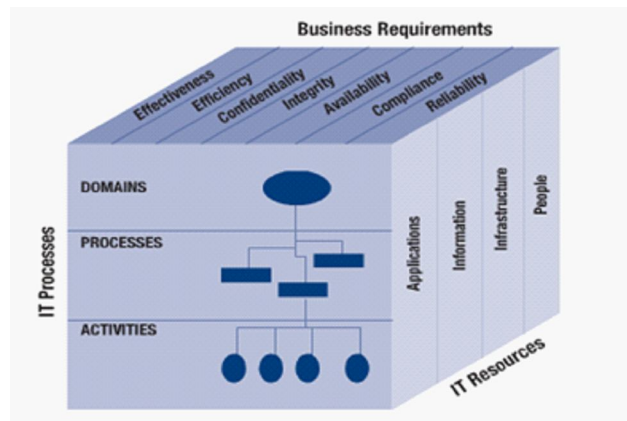 Business Requirements
Effectiveness
Efficiency
Confidentiality
Integrity
Availability
Compliance
Reliability
DOMAINS
PROCESSES
ACTIVITIES
IT Processes
Applications
Information
Infrastructure
People
IT Resources